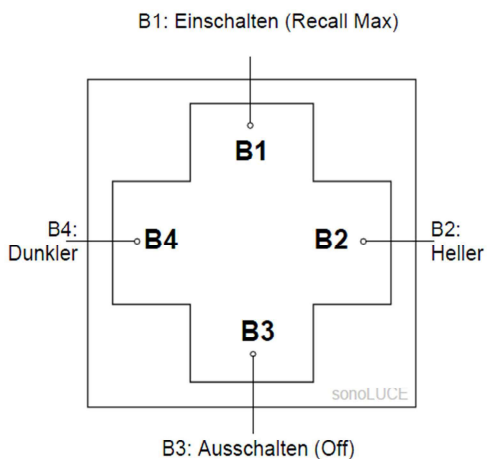 B1: Einschalten (Recall Max)
B1
B4:
Dunkler
B4
B2
B2:
Heller
B3
sonoLUCE
B3: Ausschalten (Off)